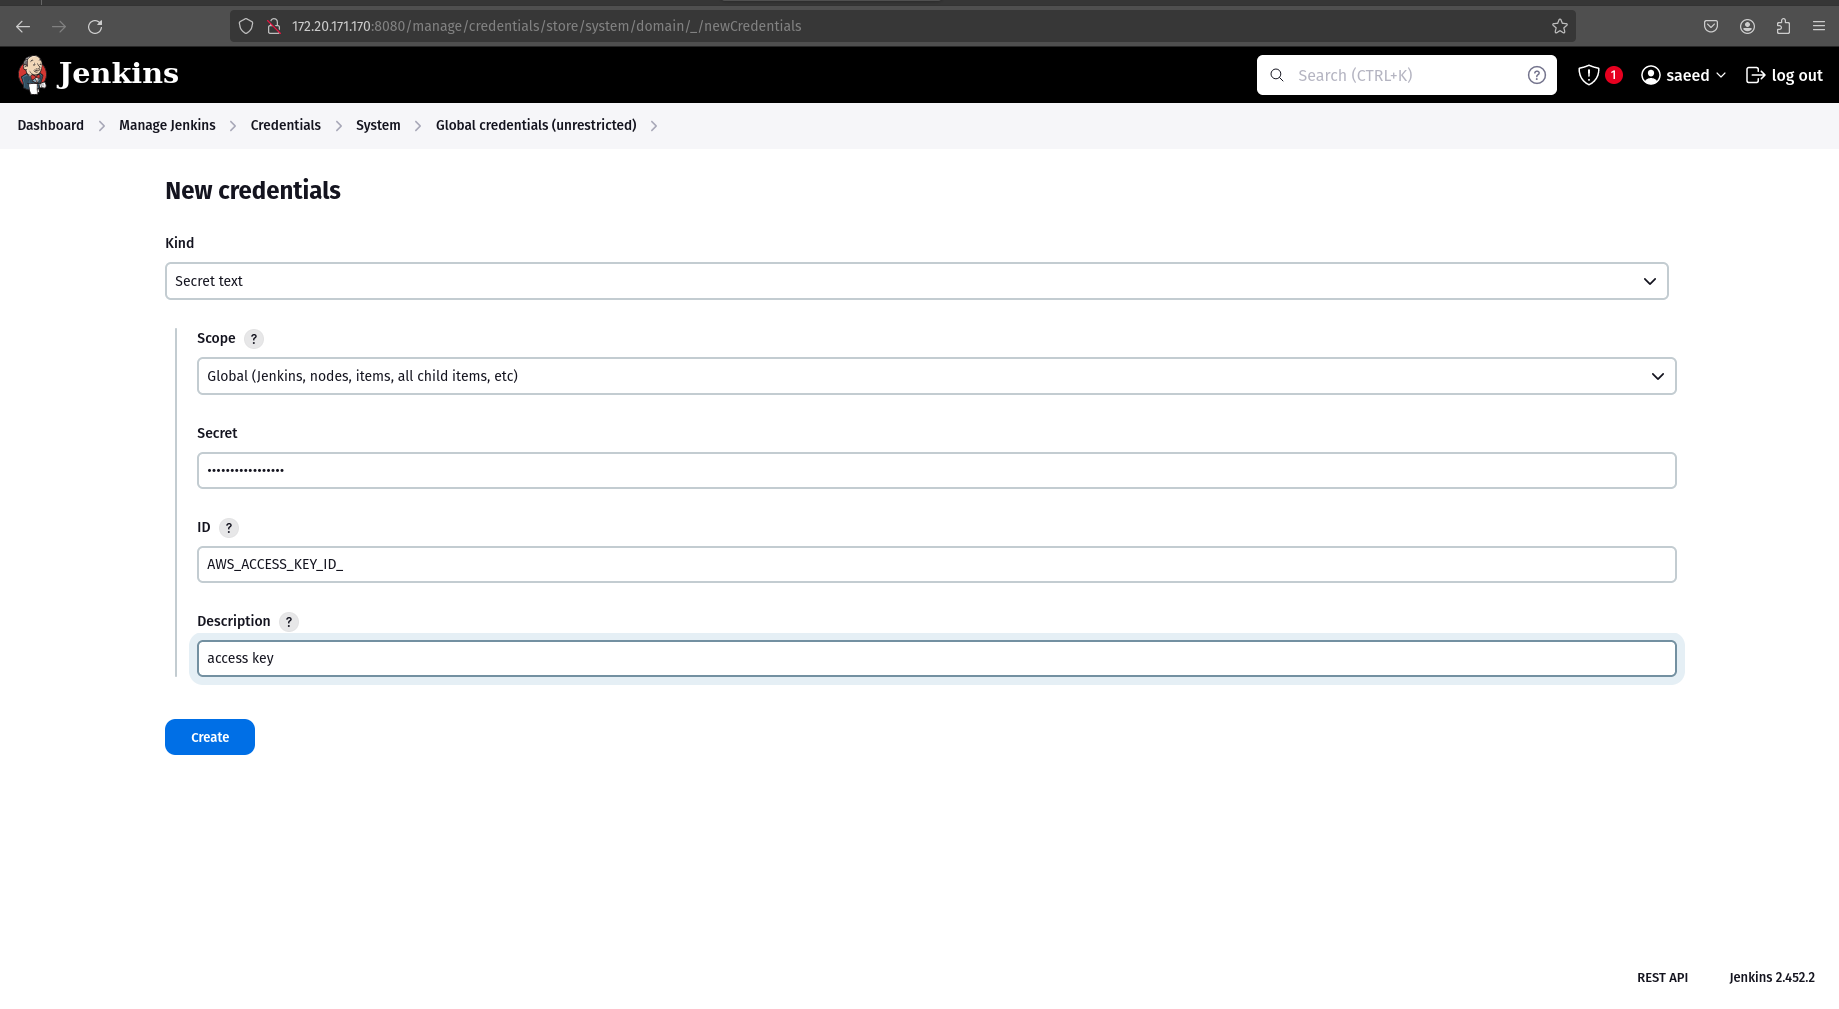 172.20.171.170:8080/manage/credentials/store/system/domain/_/newCredentials
Jenkins
Search (CTRL+K)
?
1
saeed
log out
Dashboard
Manage Jenkins
Credentials
System
Global credentials (unrestricted)
New credentials
Kind
Secret text
Scope ?
Global (Jenkins, nodes, items, all child items, etc)
Secret
•••••••••••••••••
ID ?
AWS_ACCESS_KEY_ID_
Description ?
access key
Create
REST API
Jenkins 2.452.2